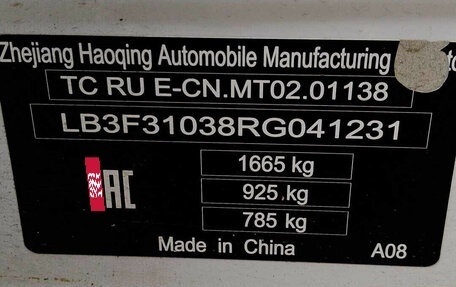 Zhejiang Haoqing Automobile Manufacturing
TC RU E-CN.MT02.01138
LB3F31038RG041231
EAC
1665 kg
925 kg
785 kg
Made in China
A08